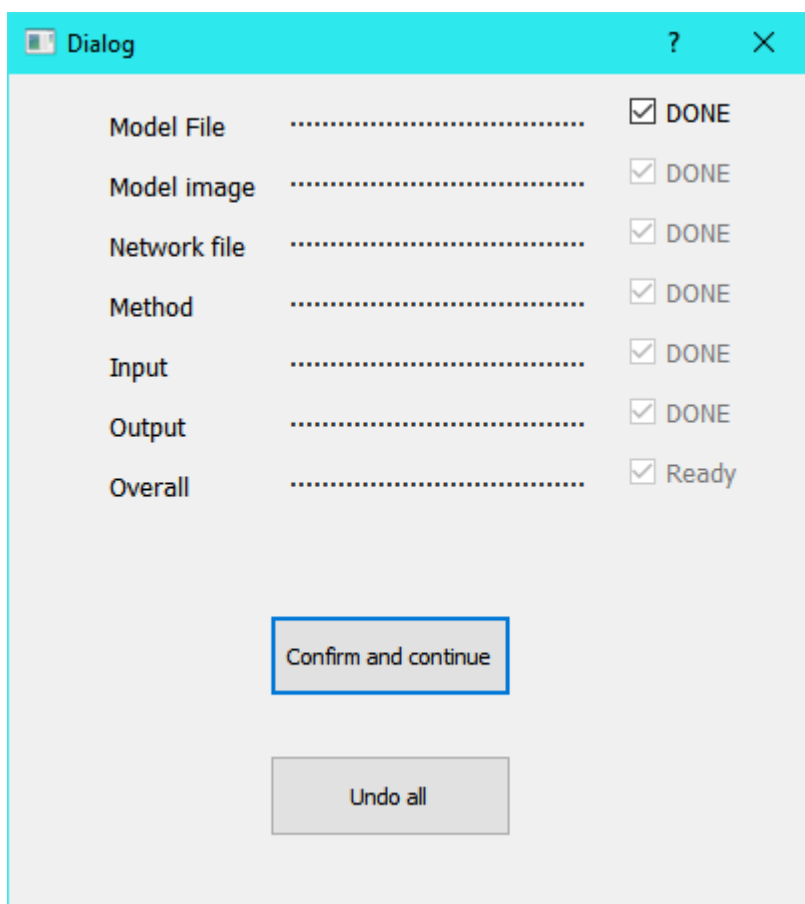 Dialog ?
Model File ..................................... DONE
Model image ..................................... DONE
Network file ..................................... DONE
Method ..................................... DONE
Input ..................................... DONE
Output ..................................... DONE
Overall ..................................... Ready
Confirm and continue
Undo all